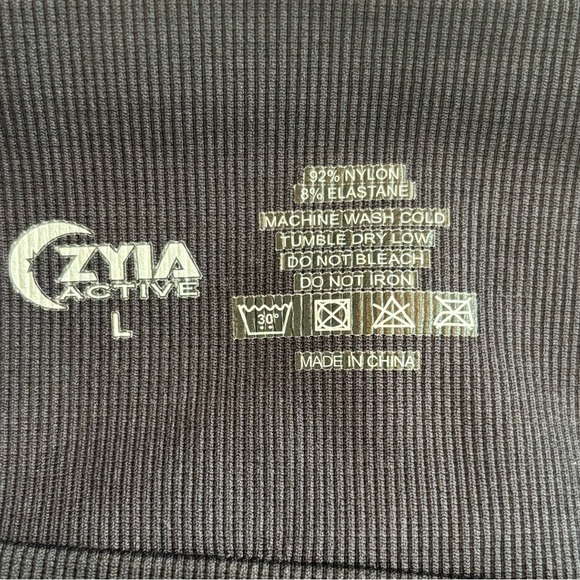 ZYIA
ACTIVE
L
92% NYLON
8% ELASTANE
MACHINE WASH COLD
TUMBLE DRY LOW
DO NOT BLEACH
DO NOT IRON
30°
MADE IN CHINA